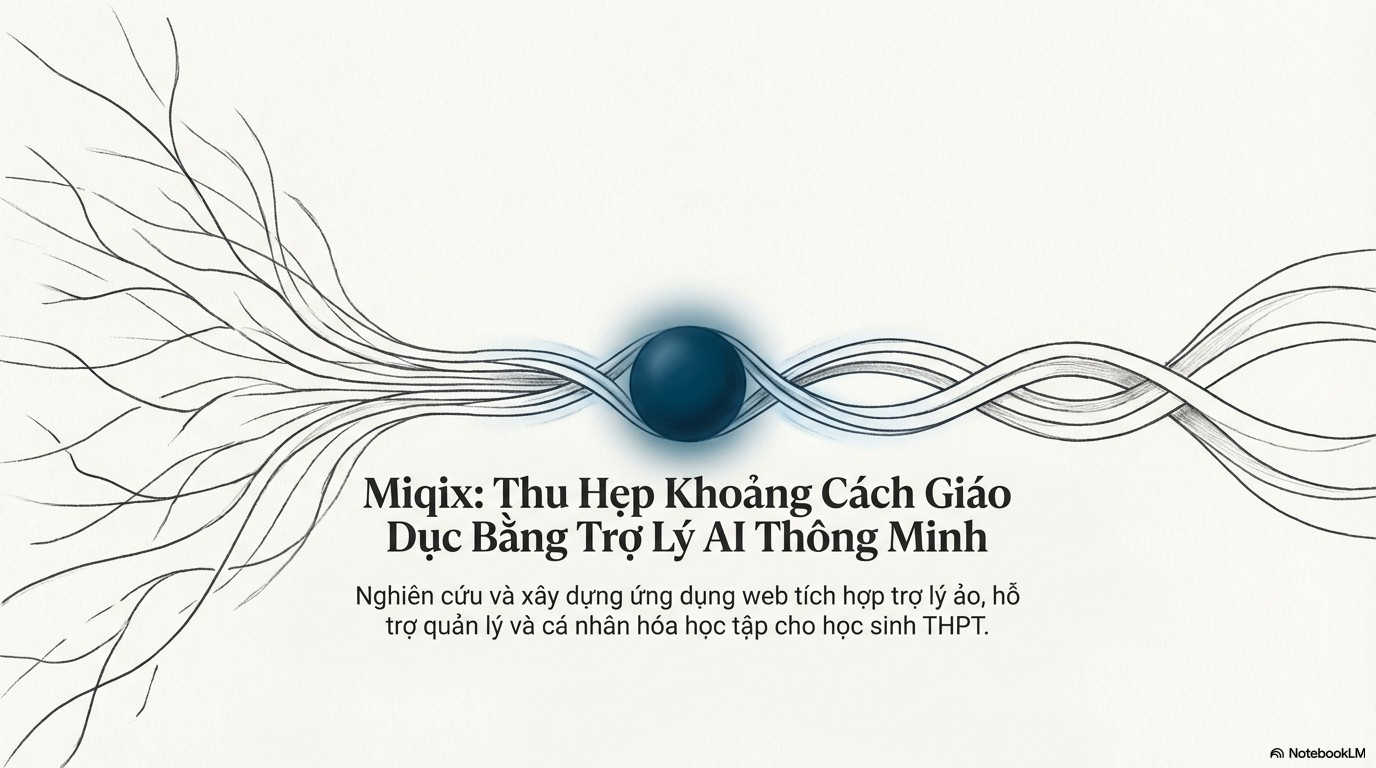 Miqix: Thu Hẹp Khoảng Cách Giáo
Dục Bằng Trợ Lý AI Thông Minh
Nghiên cứu và xây dựng ứng dụng web tích hợp trợ lý ảo, hỗ
trợ quản lý và cá nhân hóa học tập cho học sinh THPT.
NotebookLM